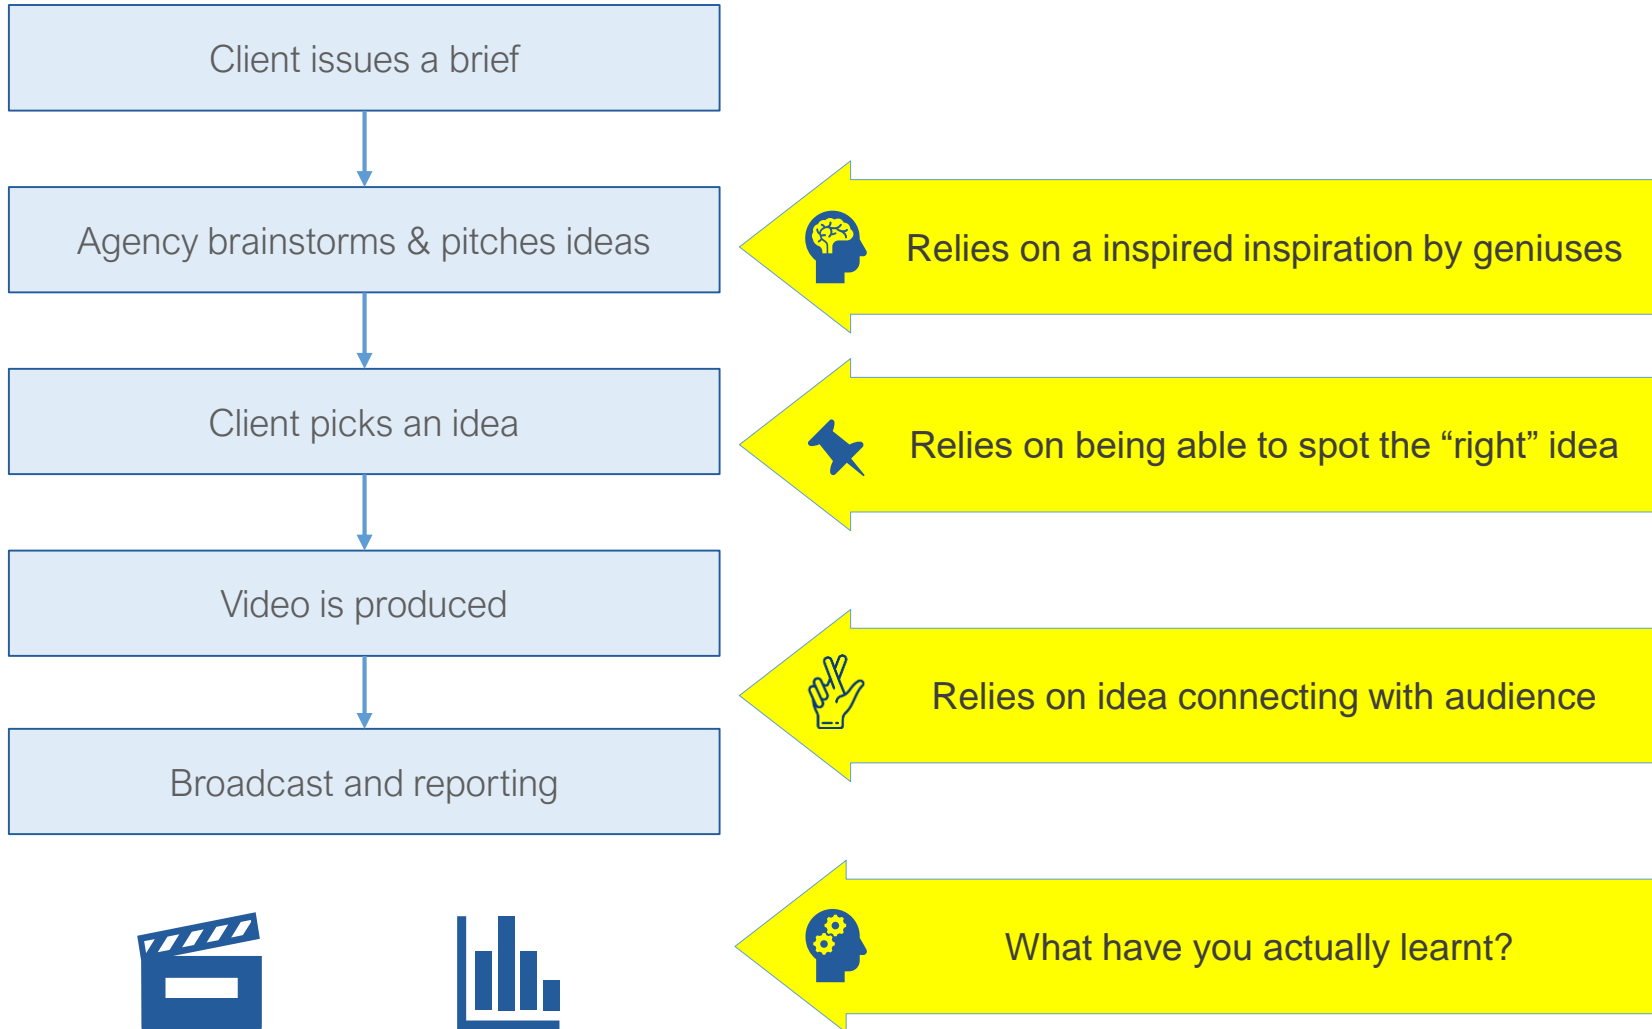 Client issues a brief
Agency brainstorms & pitches ideas
Relies on a inspired inspiration by geniuses
Client picks an idea
Relies on being able to spot the “right” idea
Video is produced
Relies on idea connecting with audience
Broadcast and reporting
What have you actually learnt?